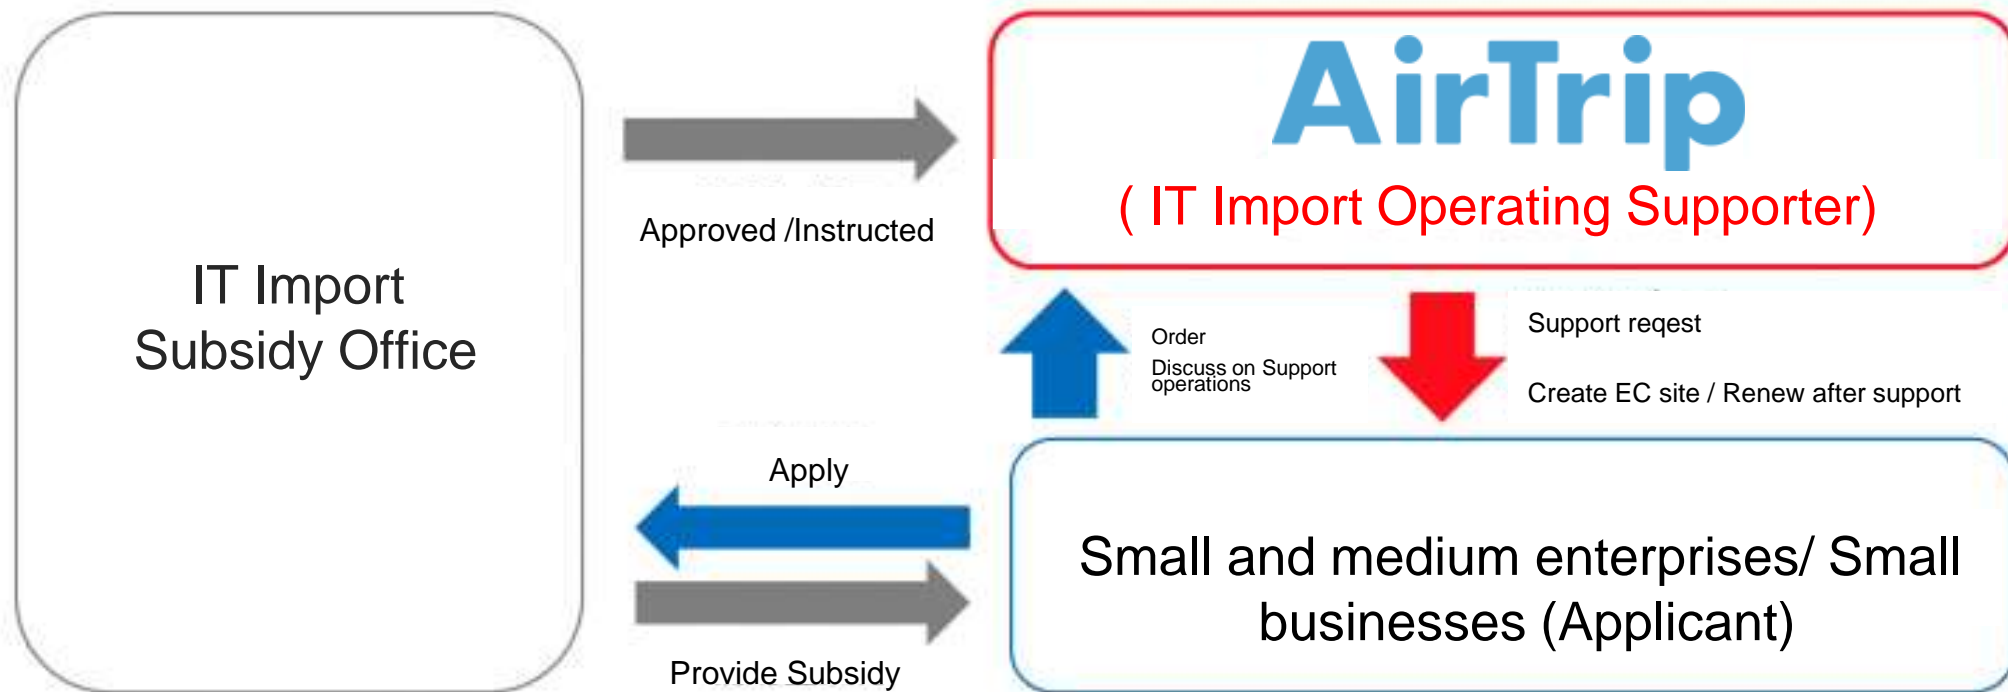 IT Import
Subsidy Office
Approved /Instructed
AirTrip
( IT Import Operating Supporter)
Order
Discuss on Support
operations
Support reqest
Create EC site / Renew after support
Apply
Provide Subsidy
Small and medium enterprises/ Small
businesses (Applicant)